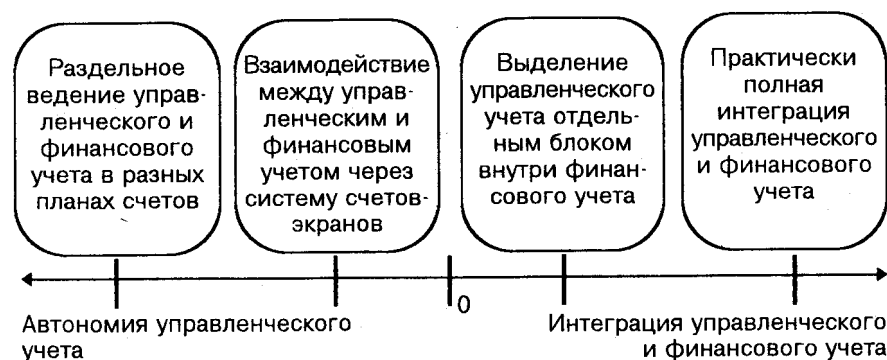 Раздельное
ведение управ-
ленческого и
финансового
учета в разных
планах счетов
Взаимодействие
между управ-
ленческим и
финансовым
учетом через
систему счетов-
экранов
Выделение
управленческого
учета отдель-
ным блоком
внутри финан-
сового учета
Практически
полная
интеграция
управленческого
и финансового
учета
0
Автономия управленческого
учета
Интеграция управленческого
и финансового учета